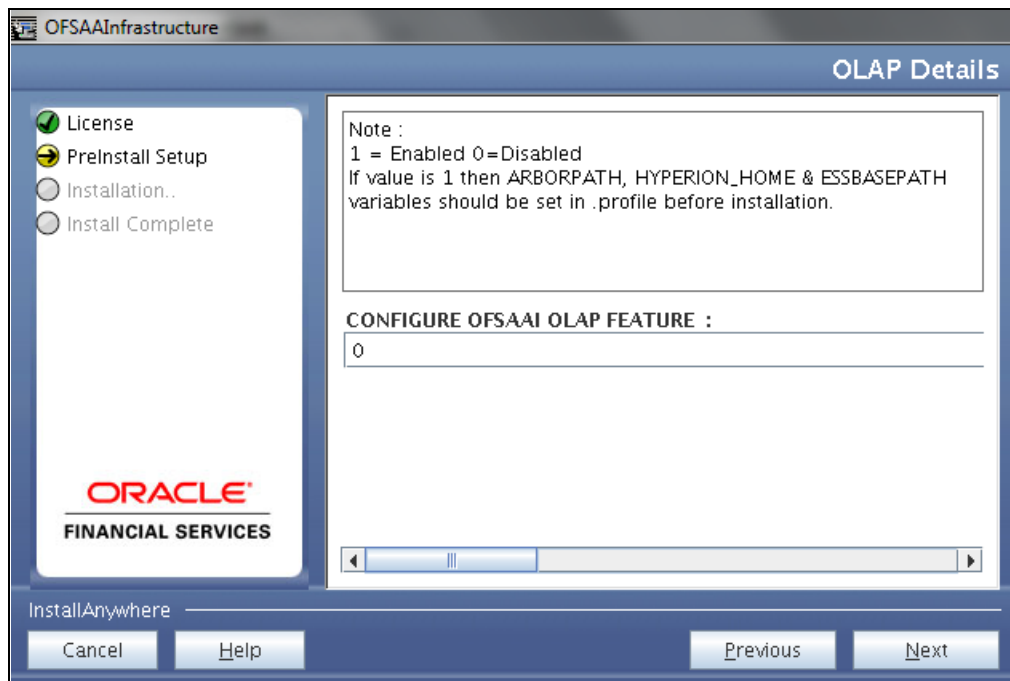 OFSAAInfrastructure
OLAP Details
License
PreInstall Setup
Installation..
Install Complete
ORACLE
FINANCIAL SERVICES
Note :
1 = Enabled 0=Disabled
If value is 1 then ARBORPATH, HYPERION_HOME & ESSBASEPATH
variables should be set in .profile before installation.
CONFIGURE OFSAAI OLAP FEATURE :
0
InstallAnywhere
Cancel
Help
Previous
Next